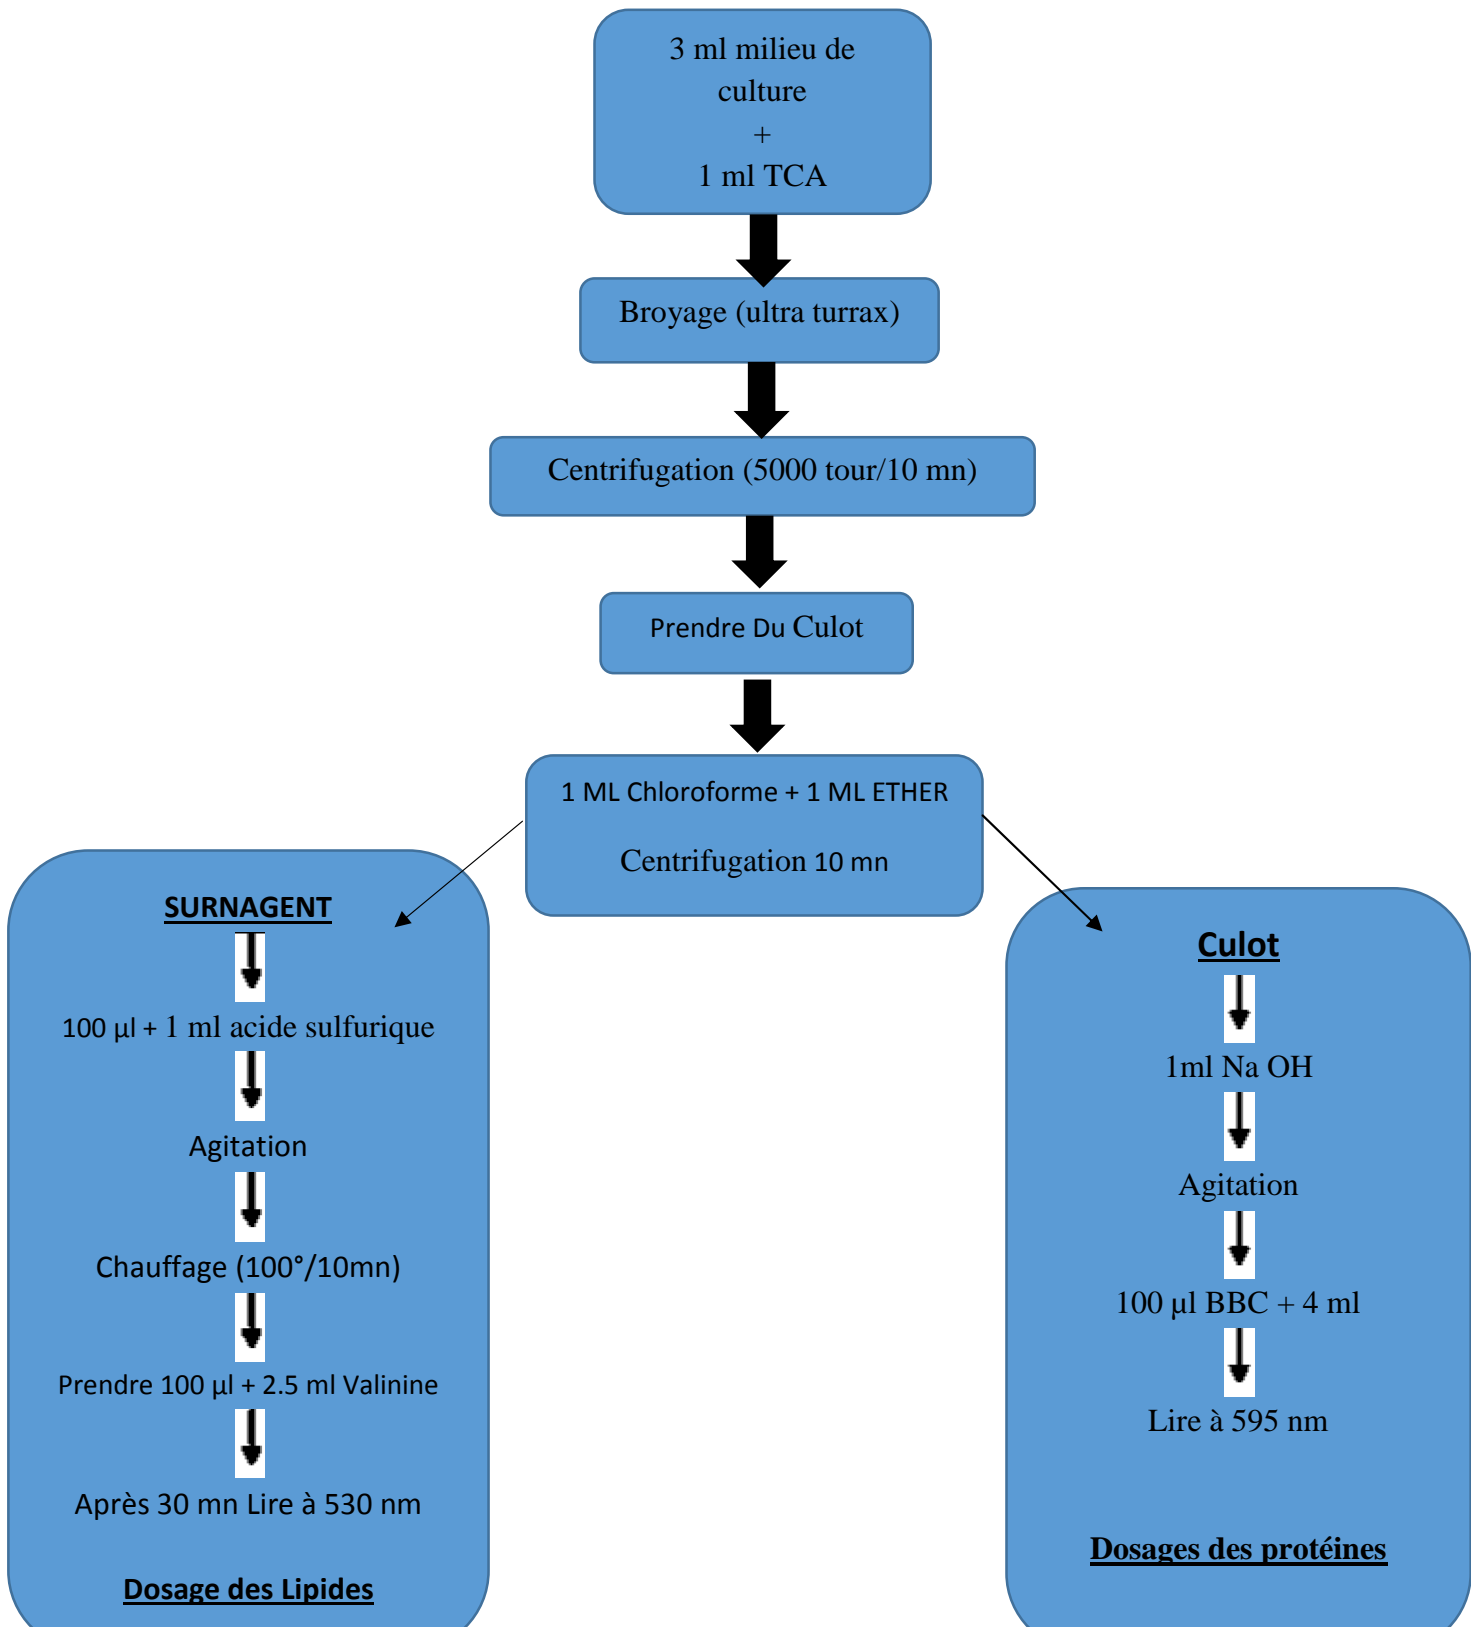 3 ml milieu de
culture
+
1 ml TCA
Broyage (ultra turrax)
Centrifugation (5000 tour/10 mn)
Prendre Du Culot
1 ML Chloroforme + 1 ML ETHER
Centrifugation 10 mn
SURNAGENT
100 µl + 1 ml acide sulfurique
Agitation
Chauffage (100°/10mn)
Prendre 100 µl + 2.5 ml Valinine
Après 30 mn Lire à 530 nm
Dosage des Lipides
Culot
1ml Na OH
Agitation
100 µl BBC + 4 ml
Lire à 595 nm
Dosages des protéines